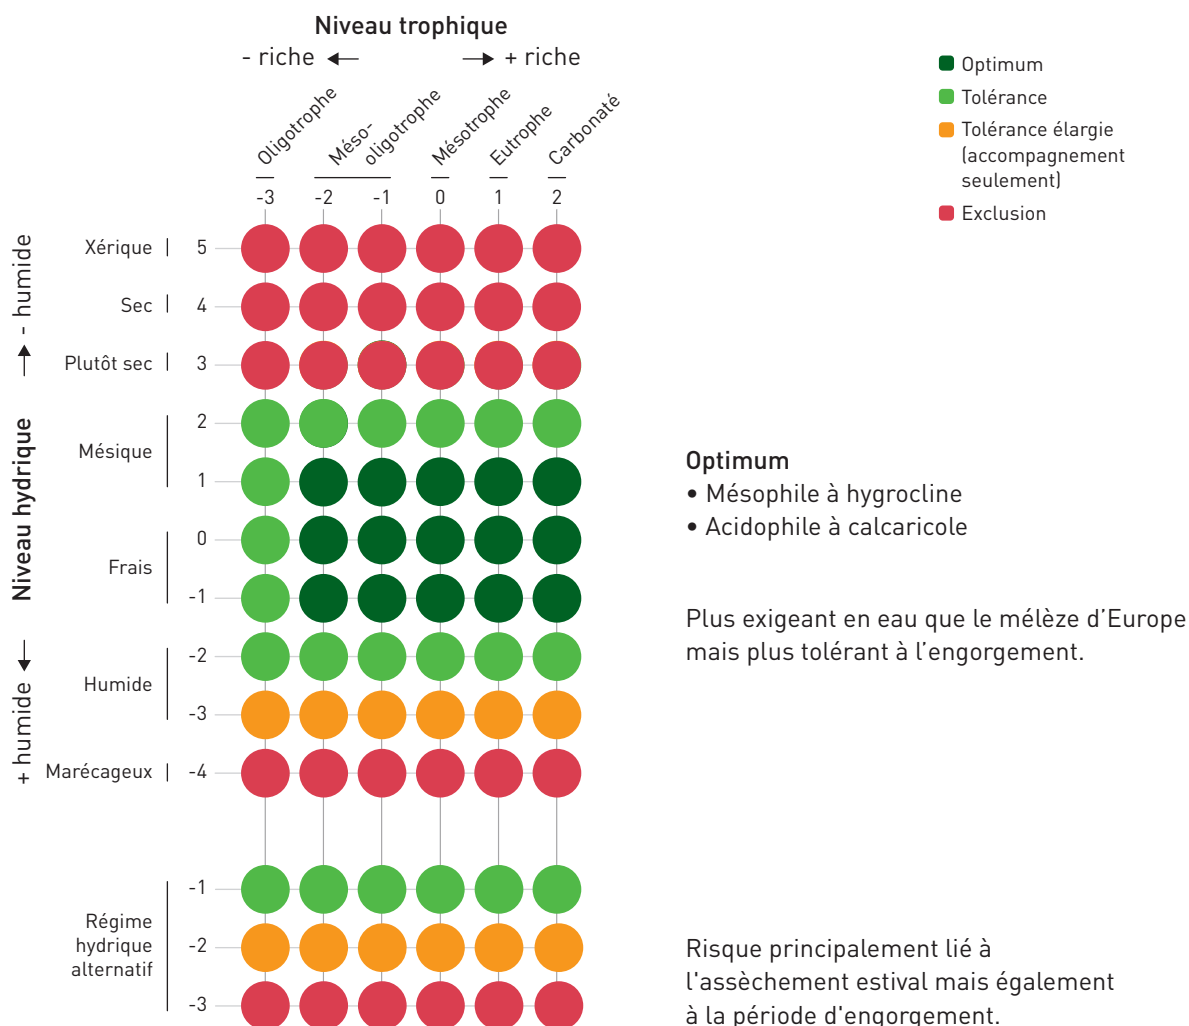 Niveau trophique
- riche
+ riche
Oligotrophe
Méso-
oligotrophe
Mésotrophe
Eutrophe
Carbonaté
-3
-2
-1
0
1
2
Optimum
Tolérance
Tolérance élargie
(accompagnement
seulement)
Exclusion
- humide
Niveau hydrique
+ humide
Xérique
5
Sec
4
Plutôt sec
3
Mésique
2
1
Frais
0
-1
Humide
-2
-3
Marécageux
-4
Régime
hydrique
alternatif
-1
-2
-3
Optimum
• Mésophile à hygrocline
• Acidophile à calcaricole
Plus exigeant en eau que le mélèze d’Europe
mais plus tolérant à l’engorgement.
Risque principalement lié à
l'assèchement estival mais également
à la période d'engorgement.